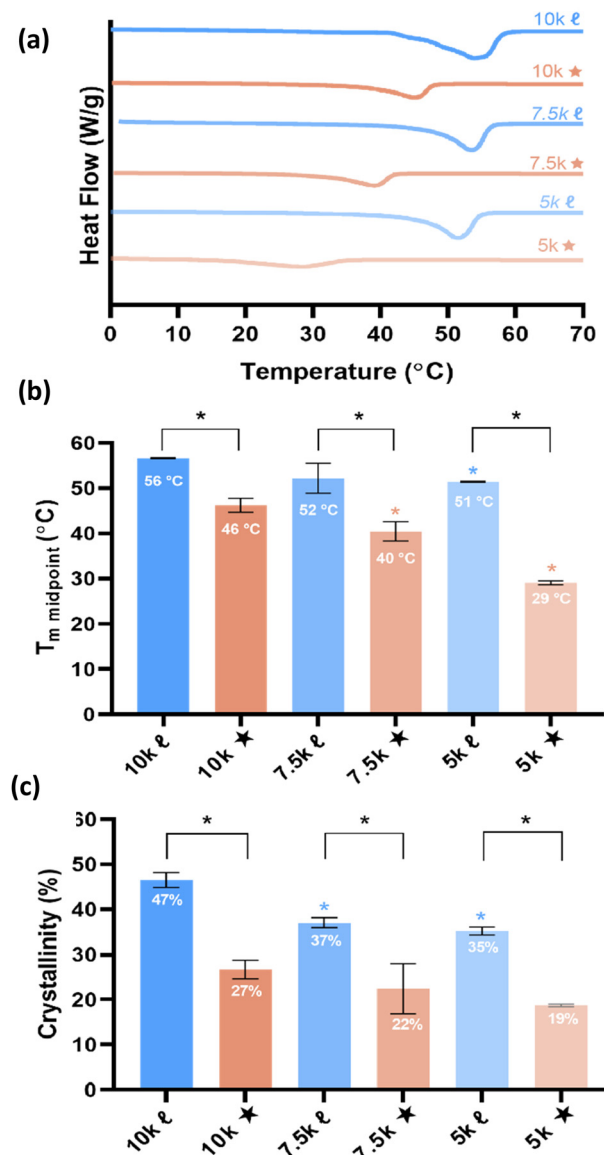 (a)
10k ℓ
10k ★
7.5k ℓ
7.5k ★
5k ℓ
5k ★
Heat Flow (W/g)
0 10 20 30 40 50 60 70
Temperature (°C)
(b)
* * *
60
50
40
30
20
10
0
Tm midpoint (°C)
* * *
56 °C 46 °C 52 °C 40 °C 51 °C 29 °C
10k ℓ 10k ★ 7.5k ℓ 7.5k ★ 5k ℓ 5k ★
(c)
* * *
60
50
40
30
20
10
0
Crystallinity (%)
* *
47% 27% 37% 22% 35% 19%
10k ℓ 10k ★ 7.5k ℓ 7.5k ★ 5k ℓ 5k ★